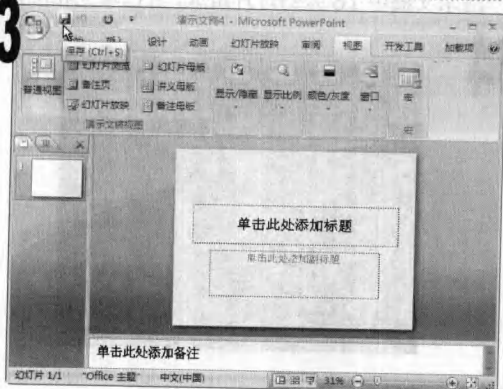 3
演示文稿4 - Microsoft PowerPoint
设计 动画 幻灯片放映 审阅 视图 开发工具 加载项
保存 (Ctrl+S)
幻灯片浏览 幻灯片母版
普通视图 备注页 讲义母版 显示/隐藏 显示比例 颜色/灰度 窗口 宏
幻灯片放映 备注母版
演示文稿视图 宏
单击此处添加标题
单击此处添加副标题
单击此处添加备注
幻灯片 1/1 "Office 主题" 中文(中国) 31%